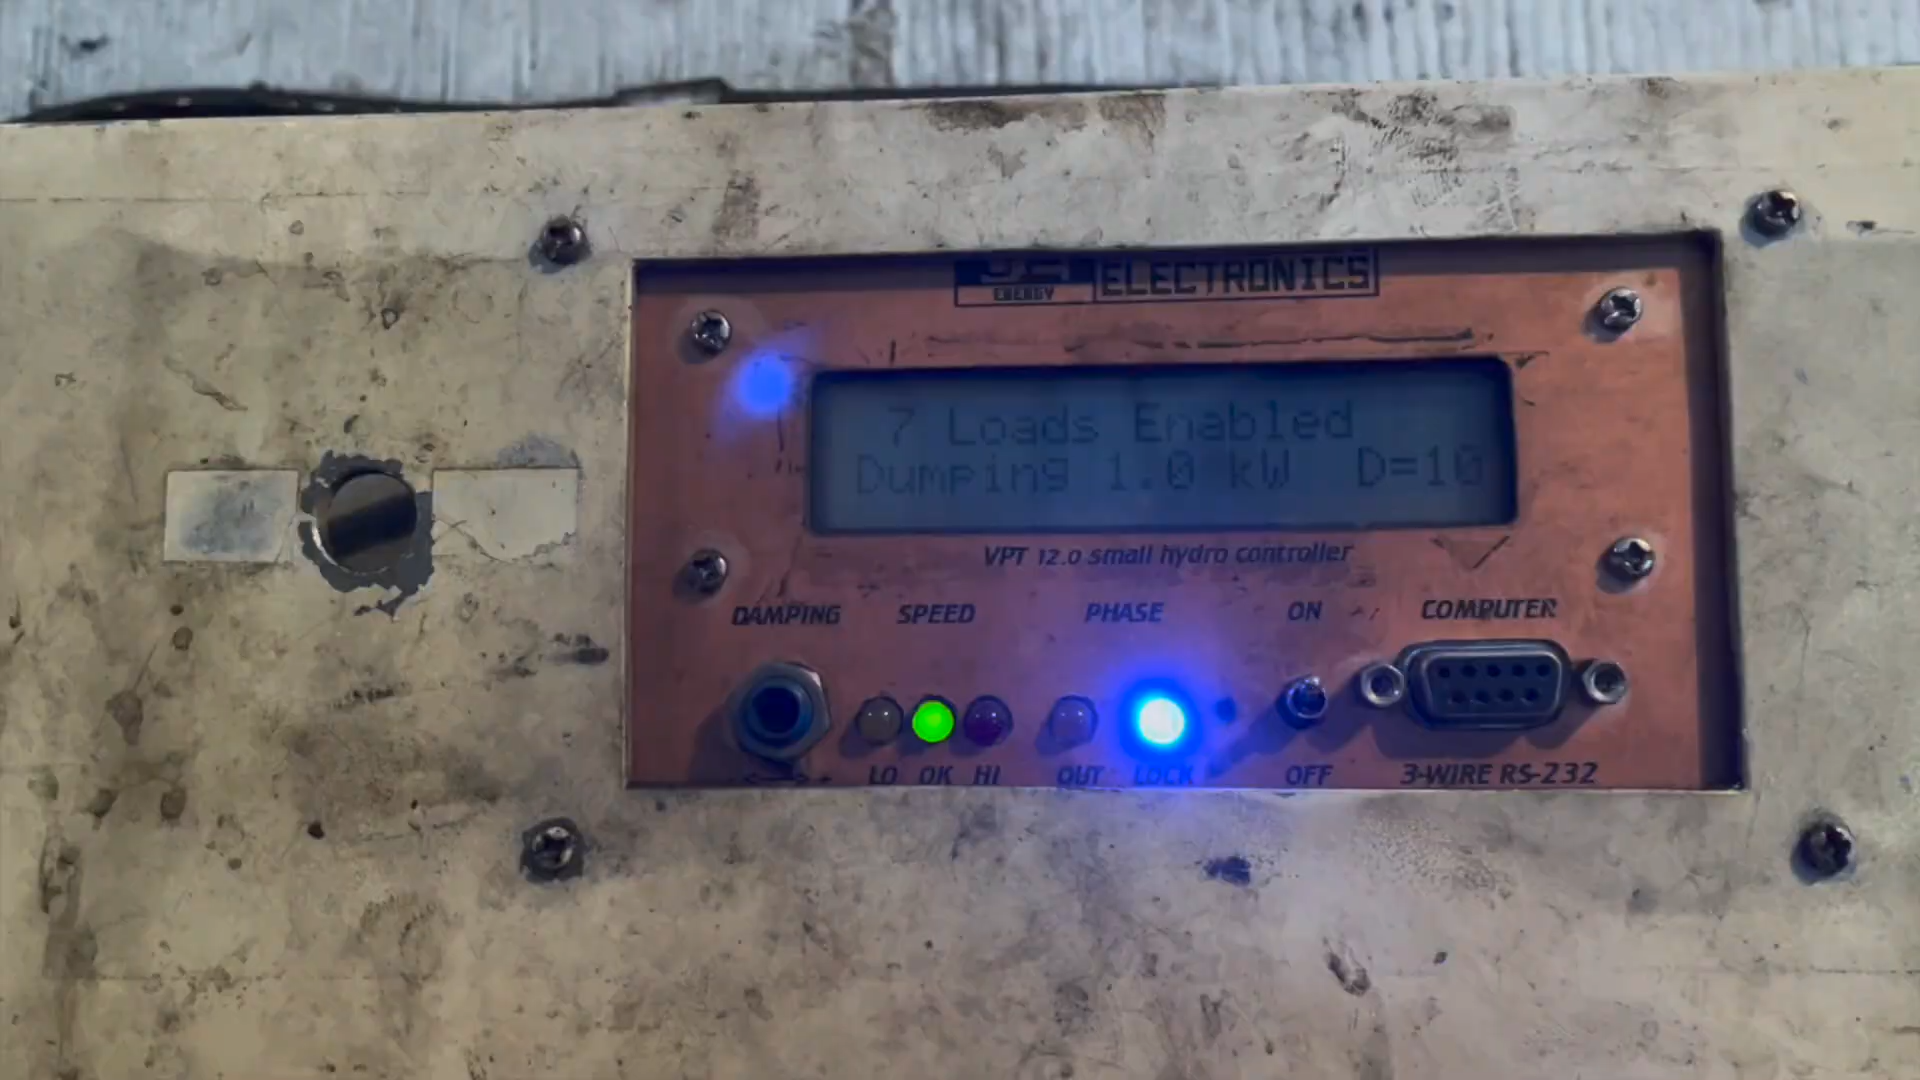 ENERGY
ELECTRONICS
7 Loads Enabled
Dumping 1.0 kW D=10
VPT 12.0 small hydro controller
DAMPING SPEED PHASE ON COMPUTER
LO OK HI OUT LOCK OFF 3-WIRE RS-232